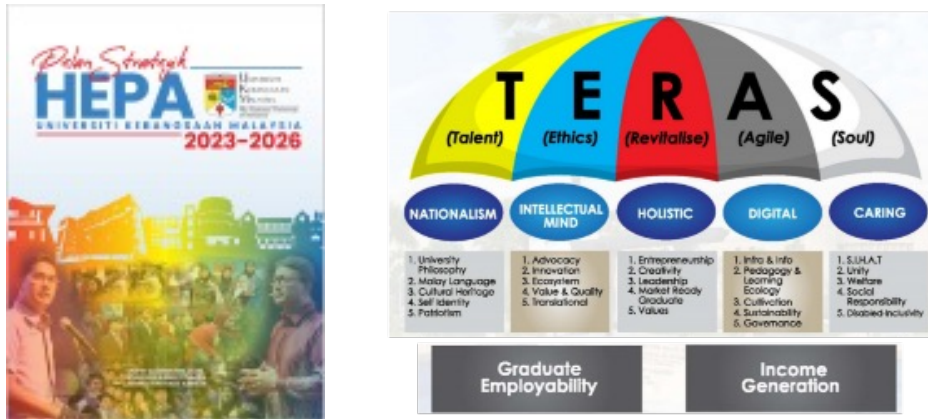 Pelan Strategik
HEPA
UNIVERSITI
KEBANGSAAN
MALAYSIA
UNIVERSITI KEBANGSAAN MALAYSIA
2023-2026
T E R A S
(Talent) (Ethics) (Revitalise) (Agile) (Soul)
NATIONALISM
1. University
Philosophy
2. Malay Language
3. Cultural Heritage
4. Self Identity
5. Patriotism
INTELLECTUAL
MIND
1. Advocacy
2. Innovation
3. Ecosystem
4. Value & Quality
5. Translational
HOLISTIC
1. Entrepreneurship
2. Creativity
3. Leadership
4. Market Ready
Graduate
5. Values
DIGITAL
1. Infra & Info
2. Pedagogy &
Learning
Ecology
3. Cultivation
4. Sustainability
5. Governance
CARING
1. S.I.H.A.T
2. Unity
3. Welfare
4. Social
Responsibility
5. Disabled Inclusivity
Graduate
Employability
Income
Generation